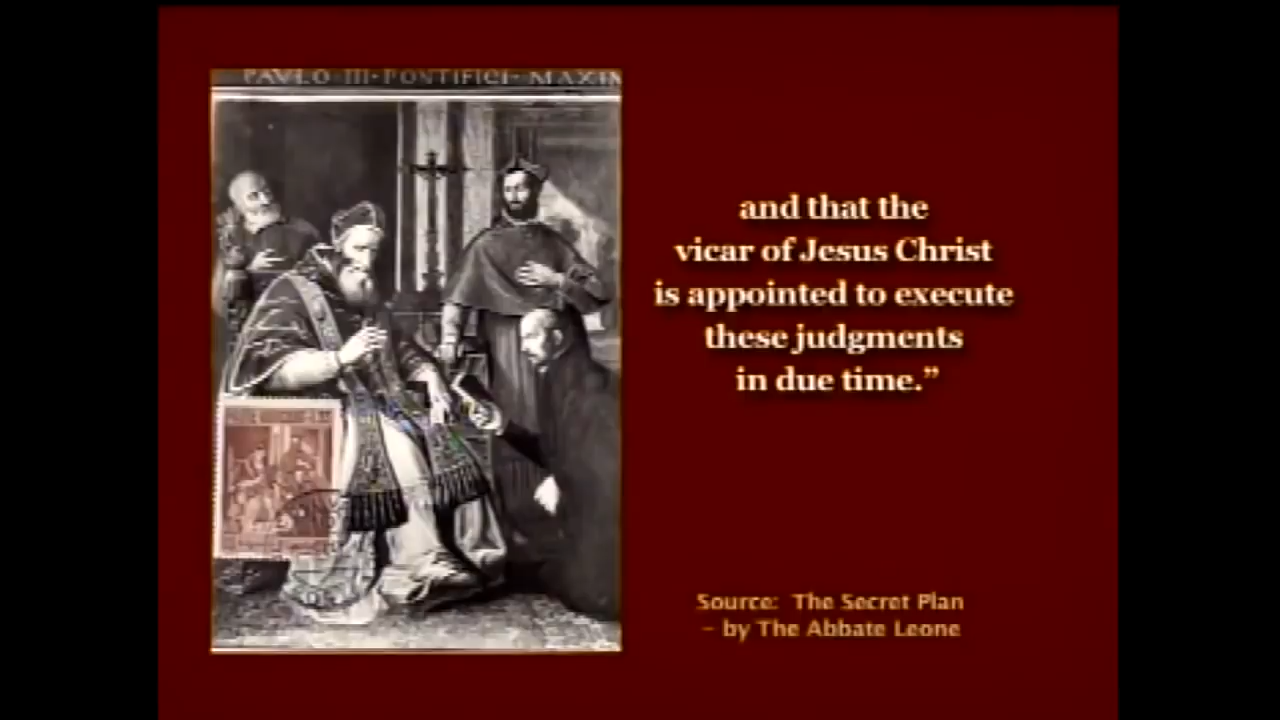 PAVLO III · PONTIFICI · MAXIM
and that the
vicar of Jesus Christ
is appointed to execute
these judgments
in due time.”
Source: The Secret Plan
– by The Abbate Leone